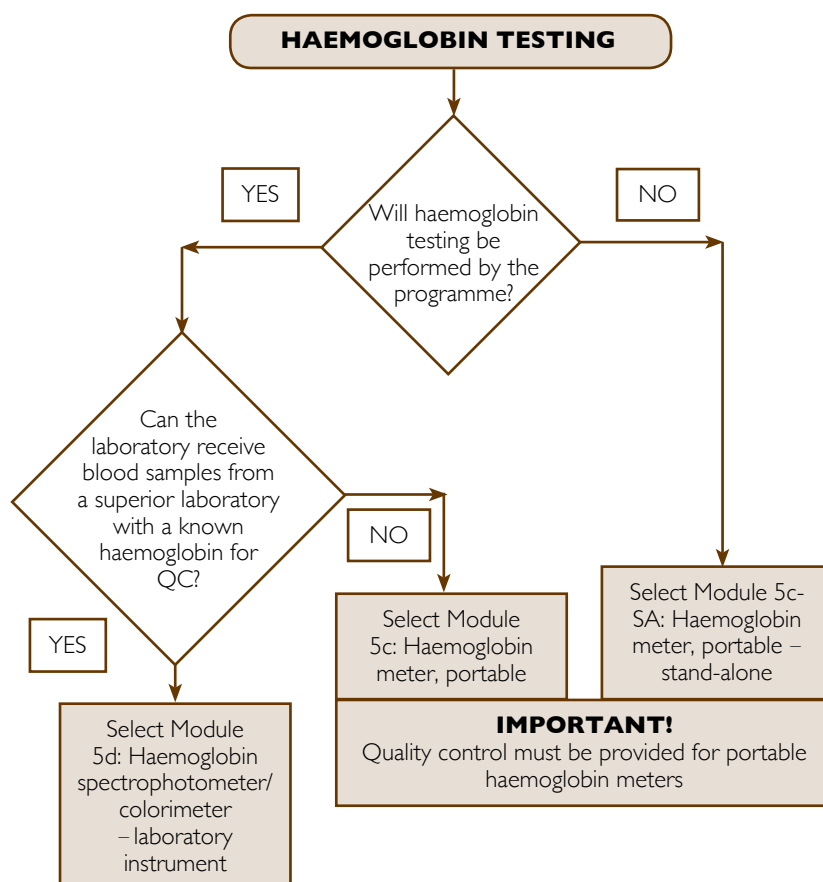 HAEMOGLOBIN TESTING
YES
NO
Will haemoglobin
testing be
performed by the
programme?
Can the
laboratory receive
blood samples from
a superior laboratory
with a known
haemoglobin for
QC?
NO
YES
Select Module
5c: Haemoglobin
meter, portable
Select Module 5c-
SA: Haemoglobin
meter, portable –
stand-alone
IMPORTANT!
Quality control must be provided for portable
haemoglobin meters
Select Module
5d: Haemoglobin
spectrophotometer/
colorimeter
– laboratory
instrument